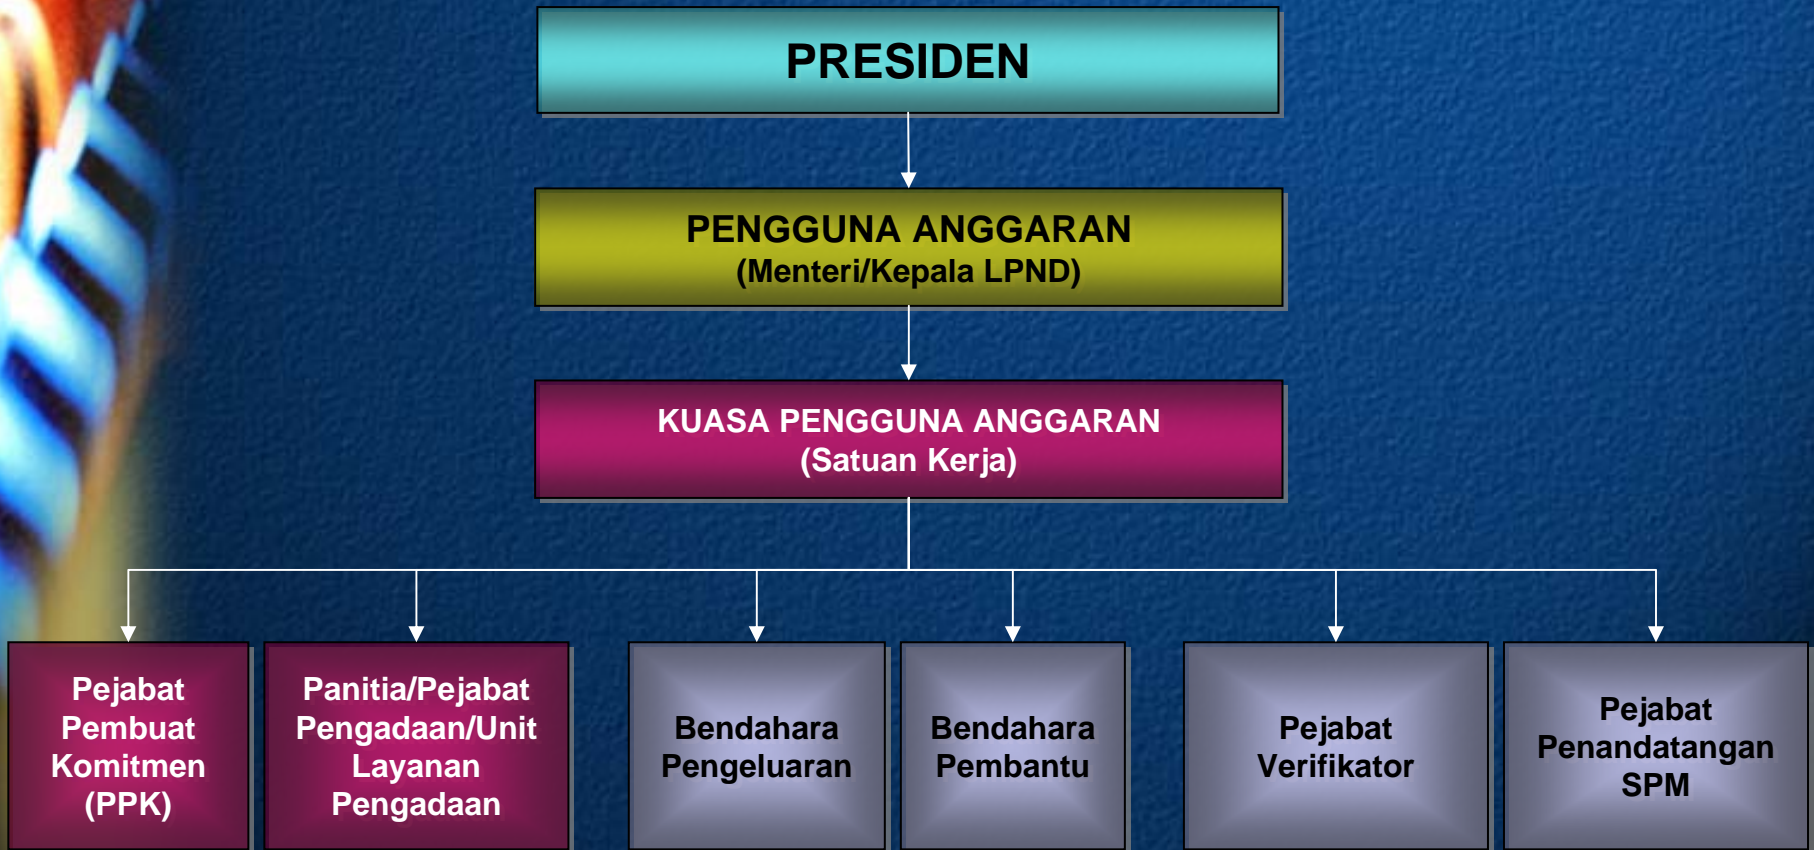 PRESIDEN
PENGGUNA ANGGARAN
(Menteri/Kepala LPND)
KUASA PENGGUNA ANGGARAN
(Satuan Kerja)
Pejabat
Pembuat
Komitmen
(PPK)
Panitia/Pejabat
Pengadaan/Unit
Layanan
Pengadaan
Bendahara
Pengeluaran
Bendahara
Pembantu
Pejabat
Verifikator
Pejabat
Penandatangan
SPM